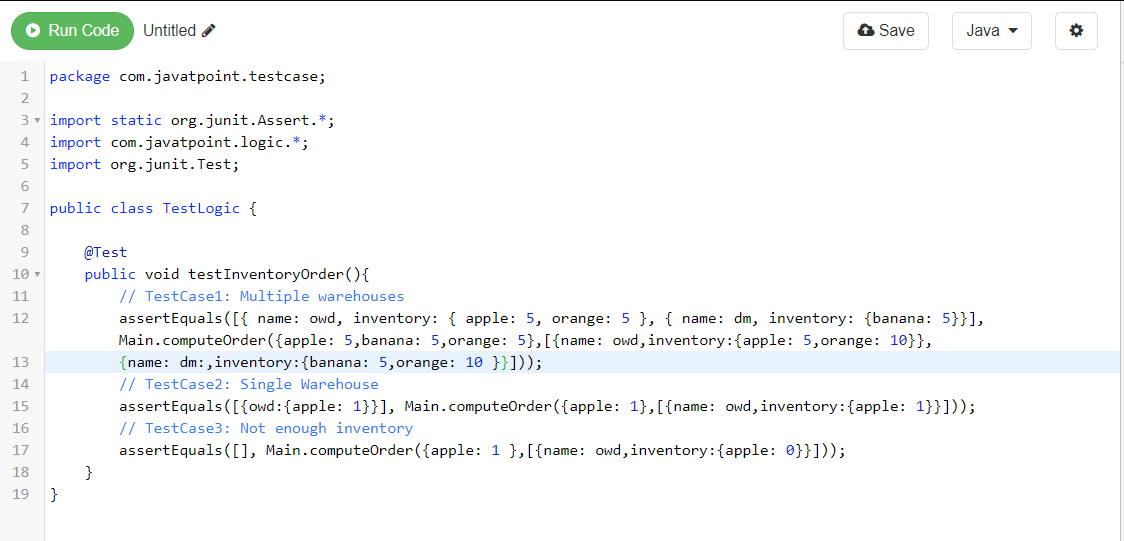 Run Code Untitled Save Java
1 package com.javatpoint.testcase;
2
3 import static org.junit.Assert.*;
4 import com.javatpoint.logic.*;
5 import org.junit.Test;
6
7 public class TestLogic {
8
9 @Test
10 public void testInventoryOrder(){
11 // TestCase1: Multiple warehouses
12 assertEquals([{ name: owd, inventory: { apple: 5, orange: 5 }, { name: dm, inventory: {banana: 5}}],
Main.computeOrder({apple: 5,banana: 5,orange: 5},[{name: owd,inventory:{apple: 5,orange: 10}},
13 {name: dm:,inventory:{banana: 5,orange: 10 }}]));
14 // TestCase2: Single Warehouse
15 assertEquals([{owd:{apple: 1}}], Main.computeOrder({apple: 1},[{name: owd,inventory:{apple: 1}}]));
16 // TestCase3: Not enough inventory
17 assertEquals([], Main.computeOrder({apple: 1 },[{name: owd,inventory:{apple: 0}}]));
18 }
19 }